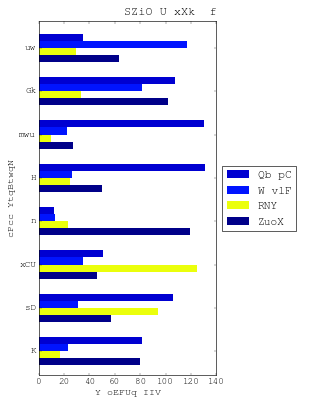 SZiO U xXk f
uw
Gk
mwu
H
n
xCU
sD
K
cPcc YtqBtwqN
0 20 40 60 80 100 120 140
Y oEFUq IIV
Qb pC
W vlF
RNY
ZuoX